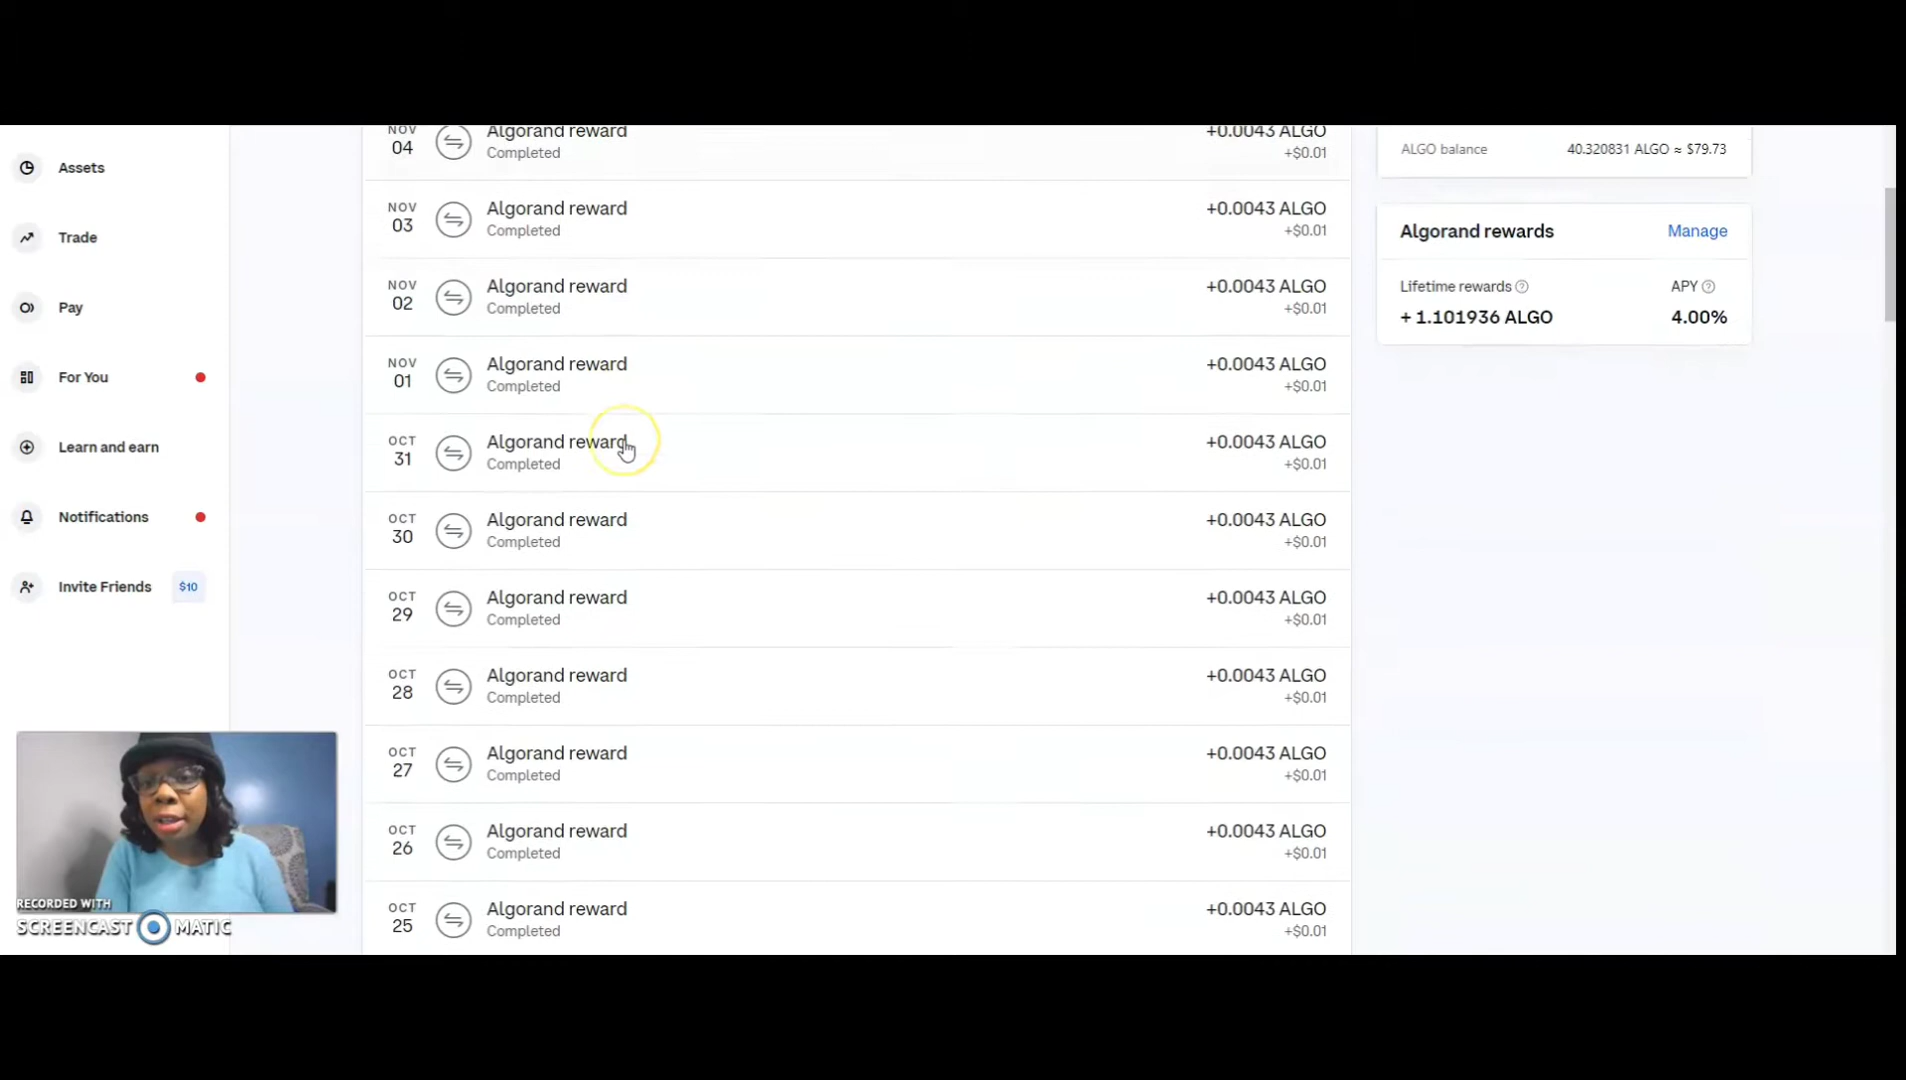 Assets
Trade
Pay
For You
Learn and earn
Notifications
Invite Friends $10
NOV 04 Algorand reward +0.0043 ALGO
Completed +$0.01
NOV 03 Algorand reward +0.0043 ALGO
Completed +$0.01
NOV 02 Algorand reward +0.0043 ALGO
Completed +$0.01
NOV 01 Algorand reward +0.0043 ALGO
Completed +$0.01
OCT 31 Algorand reward +0.0043 ALGO
Completed +$0.01
OCT 30 Algorand reward +0.0043 ALGO
Completed +$0.01
OCT 29 Algorand reward +0.0043 ALGO
Completed +$0.01
OCT 28 Algorand reward +0.0043 ALGO
Completed +$0.01
OCT 27 Algorand reward +0.0043 ALGO
Completed +$0.01
OCT 26 Algorand reward +0.0043 ALGO
Completed +$0.01
OCT 25 Algorand reward +0.0043 ALGO
Completed +$0.01
ALGO balance 40.320831 ALGO ≈ $79.73
Algorand rewards Manage
Lifetime rewards APY
+ 1.101936 ALGO 4.00%
RECORDED WITH
SCREENCAST MATIC